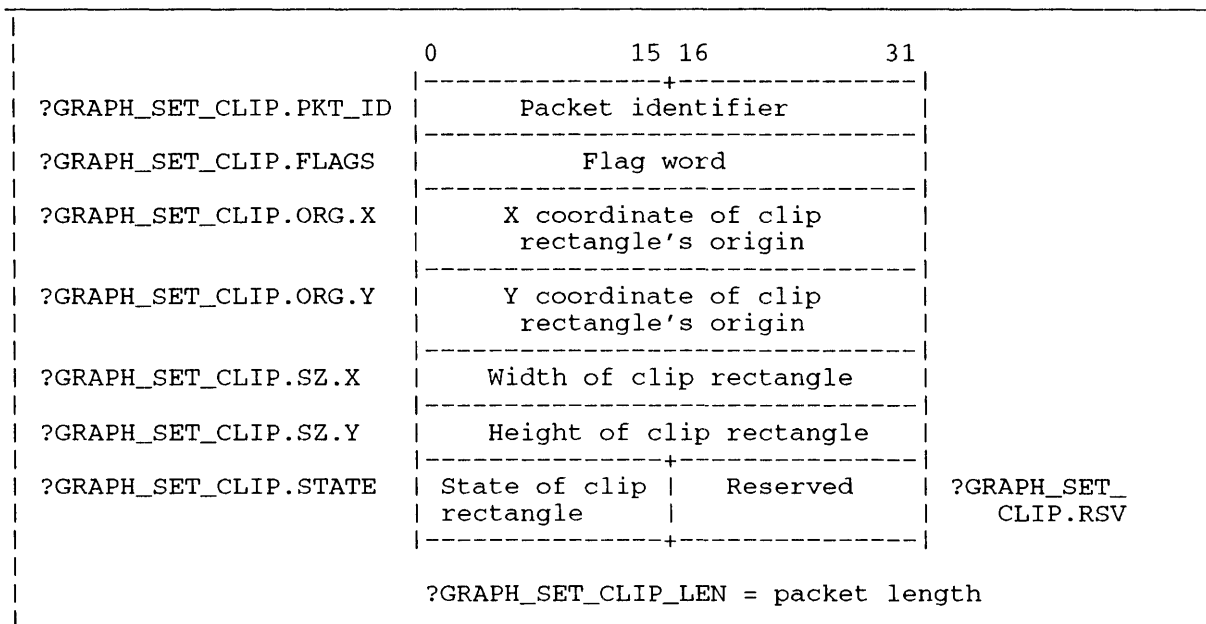 0 15 16 31
?GRAPH_SET_CLIP.PKT_ID Packet identifier
?GRAPH_SET_CLIP.FLAGS Flag word
?GRAPH_SET_CLIP.ORG.X X coordinate of clip
rectangle's origin
?GRAPH_SET_CLIP.ORG.Y Y coordinate of clip
rectangle's origin
?GRAPH_SET_CLIP.SZ.X Width of clip rectangle
?GRAPH_SET_CLIP.SZ.Y Height of clip rectangle
?GRAPH_SET_CLIP.STATE State of clip Reserved ?GRAPH_SET_
rectangle CLIP.RSV
?GRAPH_SET_CLIP_LEN = packet length